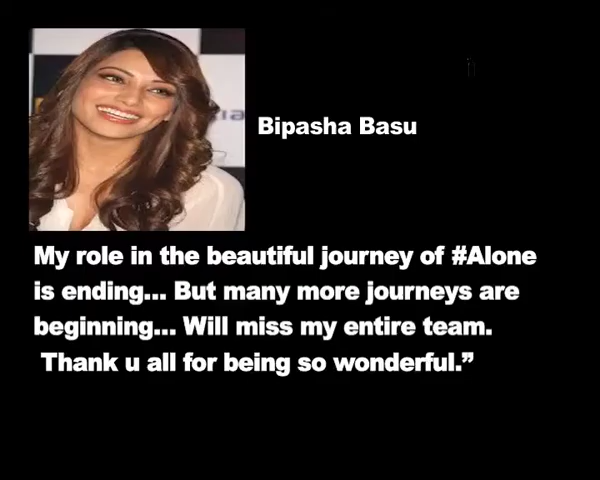 Bipasha Basu
My role in the beautiful journey of #Alone
is ending... But many more journeys are
beginning... Will miss my entire team.
Thank u all for being so wonderful.”